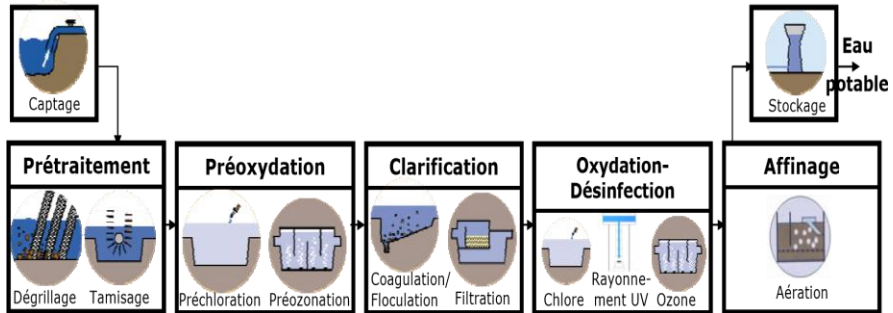 Captage
Stockage
Eau
potable
Prétraitement
Dégrillage
Tamisage
Préoxydation
Préchloration
Préozonation
Clarification
Coagulation/
Floculation
Filtration
Oxydation-
Désinfection
Chlore
Rayonne-
ment UV
Ozone
Affinage
Aération